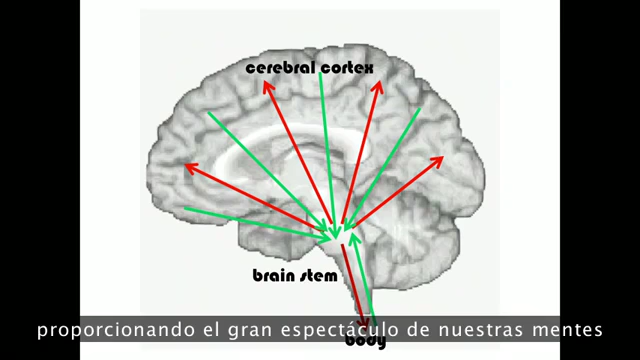 cerebral cortex
brain stem
proporcionando el gran espectáculo de nuestras mentes
body